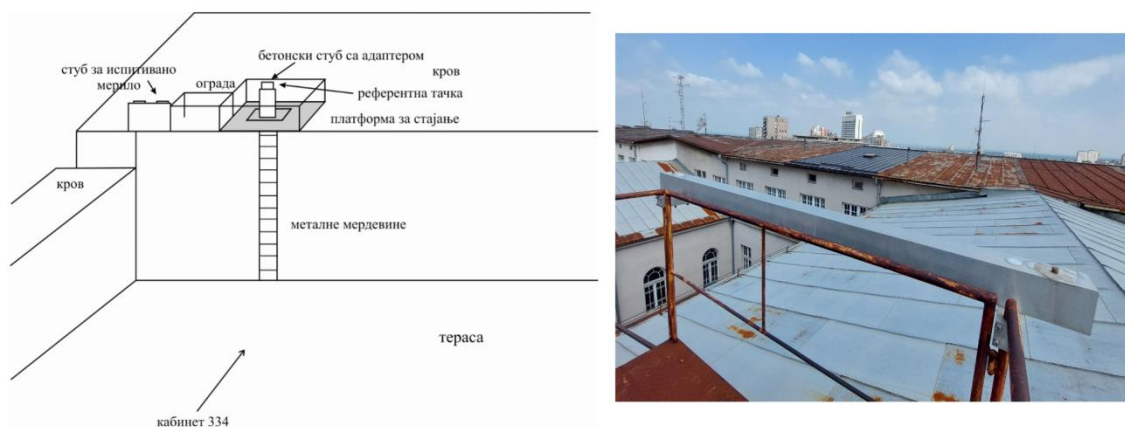 бетонски стуб са адаптером
стуб за испитивано
мерило
ограда
кров
референтна тачка
платформа за стајање
кров
металне мердевине
тераса
кабинет 334